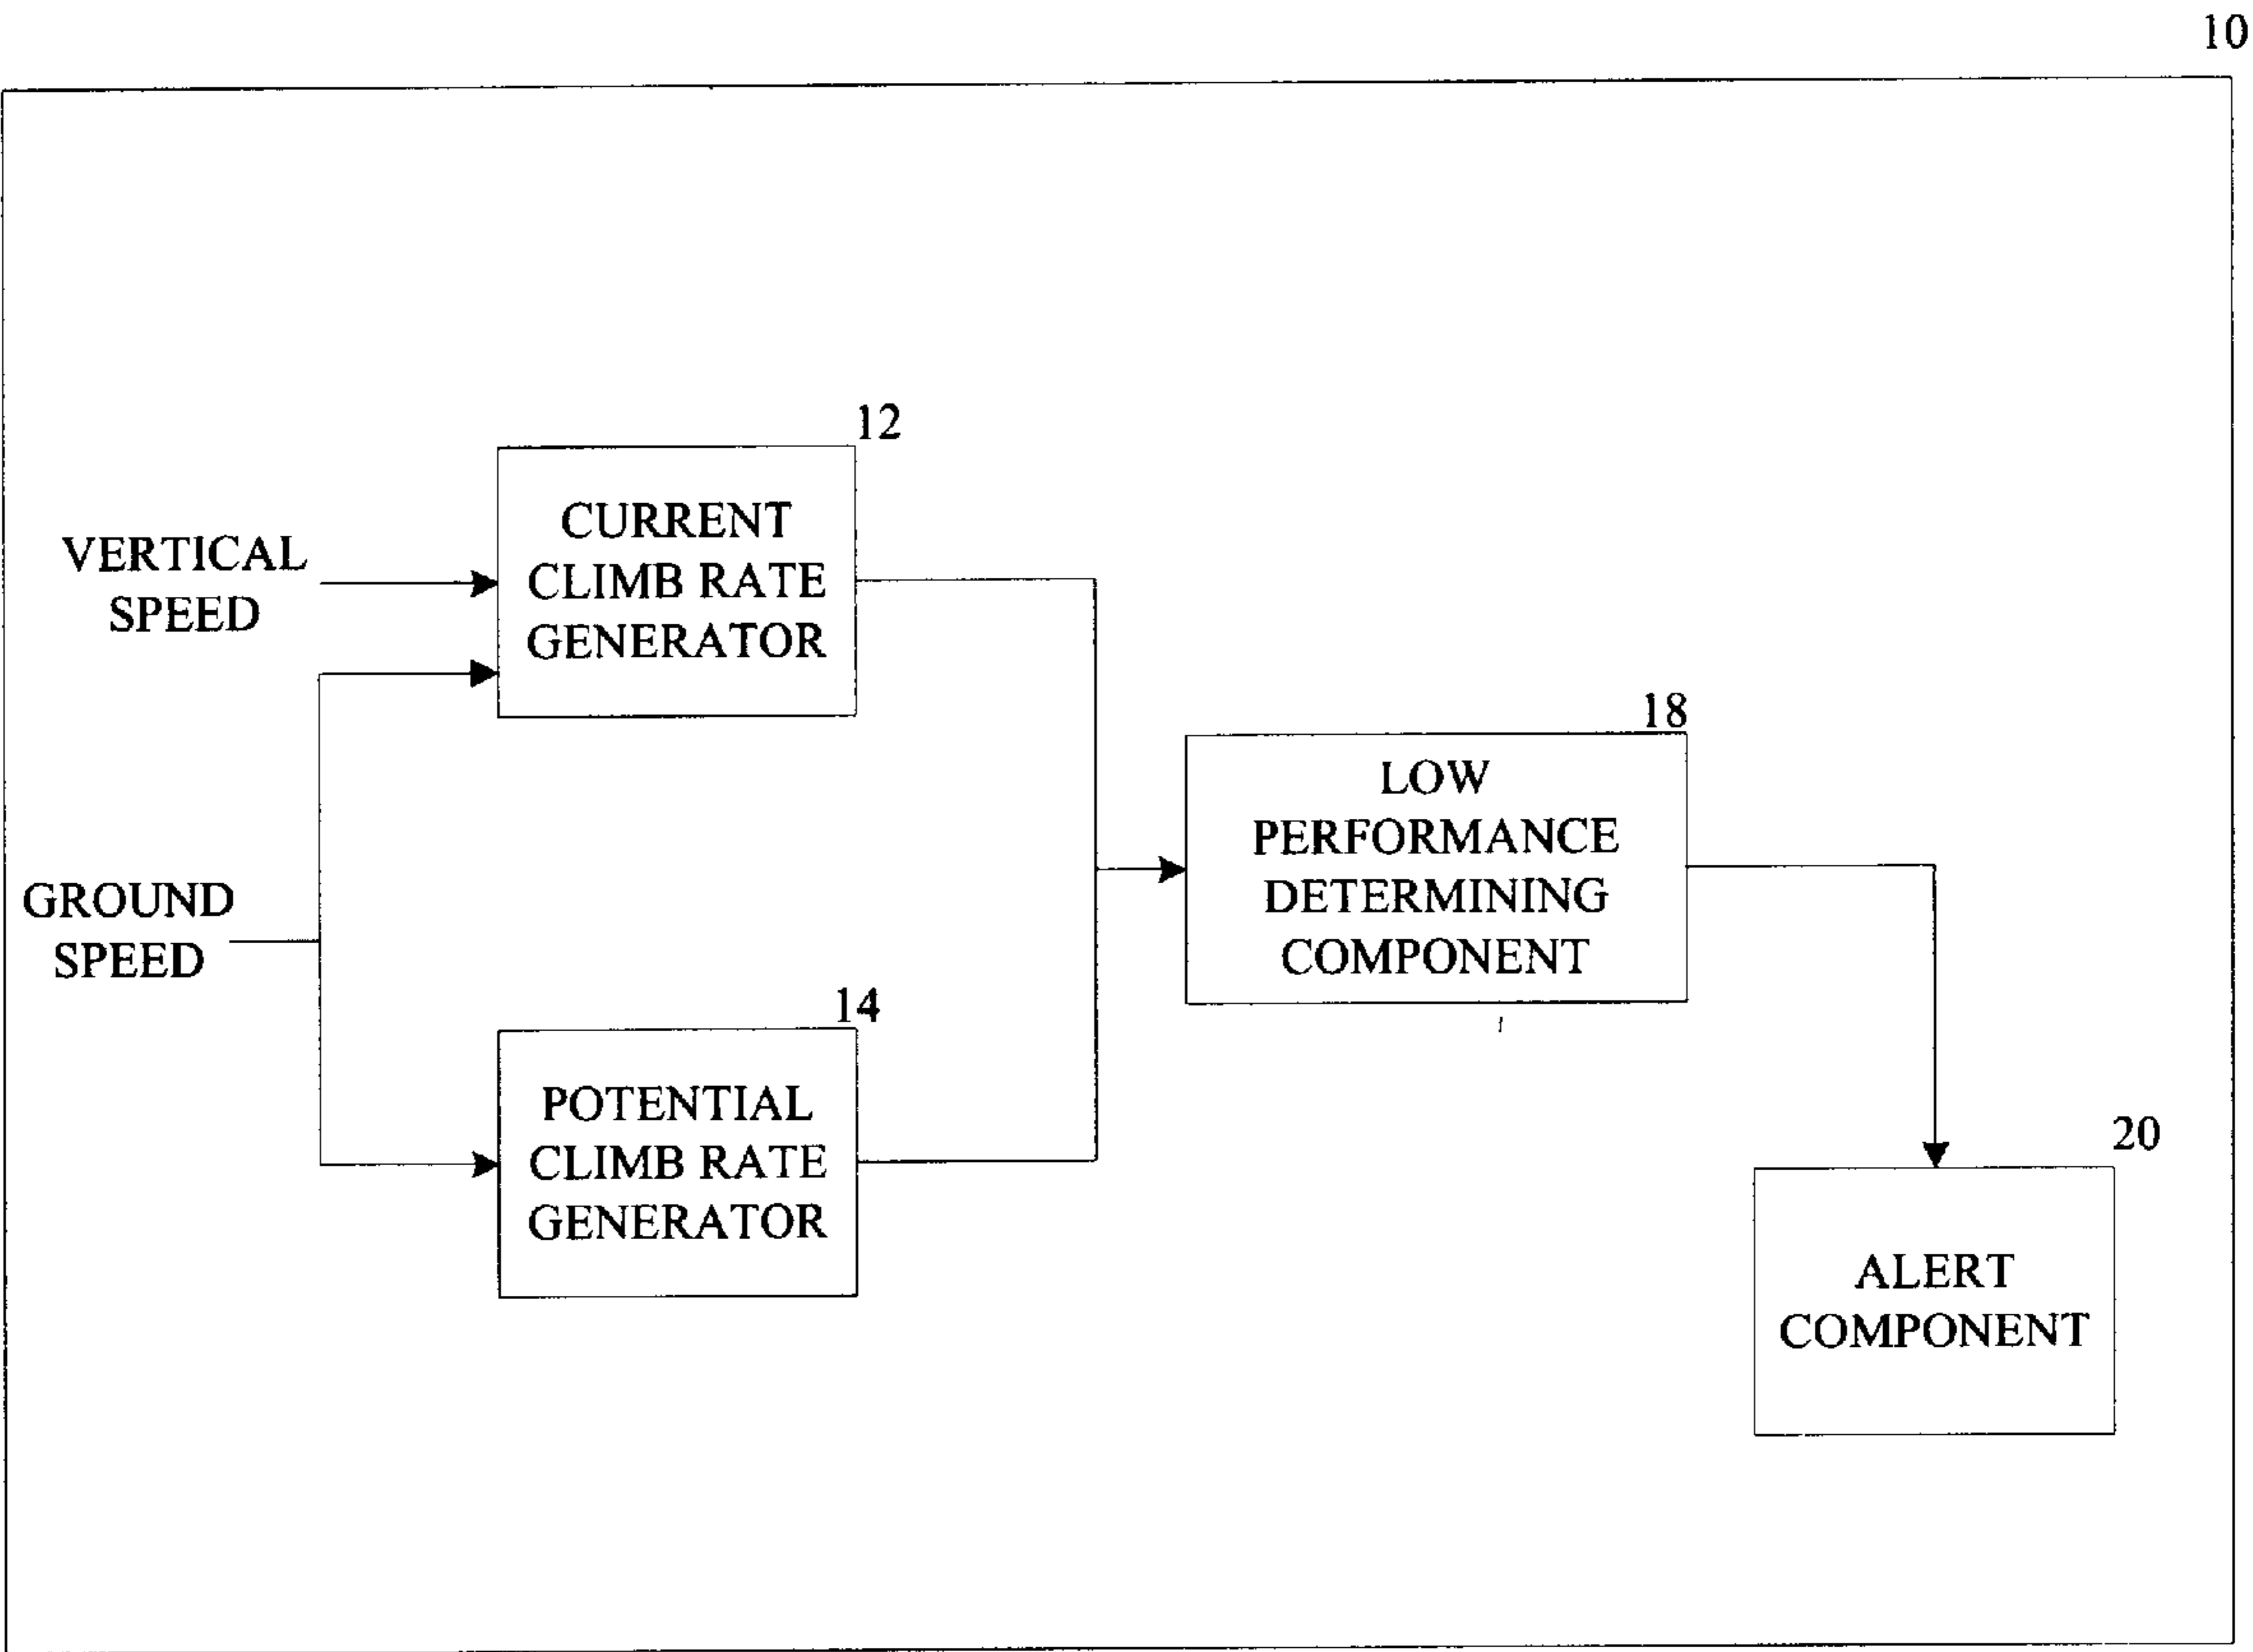 10
12
CURRENT
CLIMB RATE
GENERATOR
VERTICAL
SPEED
18
LOW
PERFORMANCE
DETERMINING
COMPONENT
GROUND
SPEED
14
POTENTIAL
CLIMB RATE
GENERATOR
20
ALERT
COMPONENT